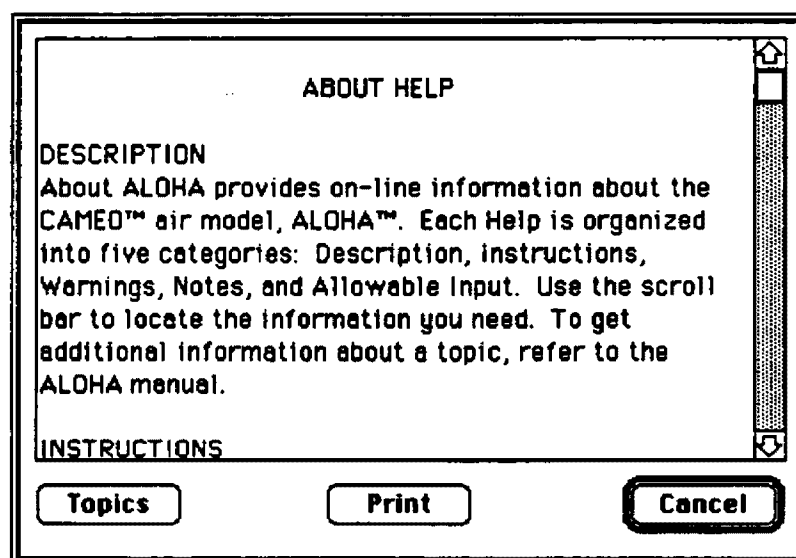 ABOUT HELP
DESCRIPTION
About ALOHA provides on-line information about the
CAMEO™ air model, ALOHA™. Each Help is organized
into five categories: Description, Instructions,
Warnings, Notes, and Allowable Input. Use the scroll
bar to locate the information you need. To get
additional information about a topic, refer to the
ALOHA manual.
INSTRUCTIONS
Topics
Print
Cancel